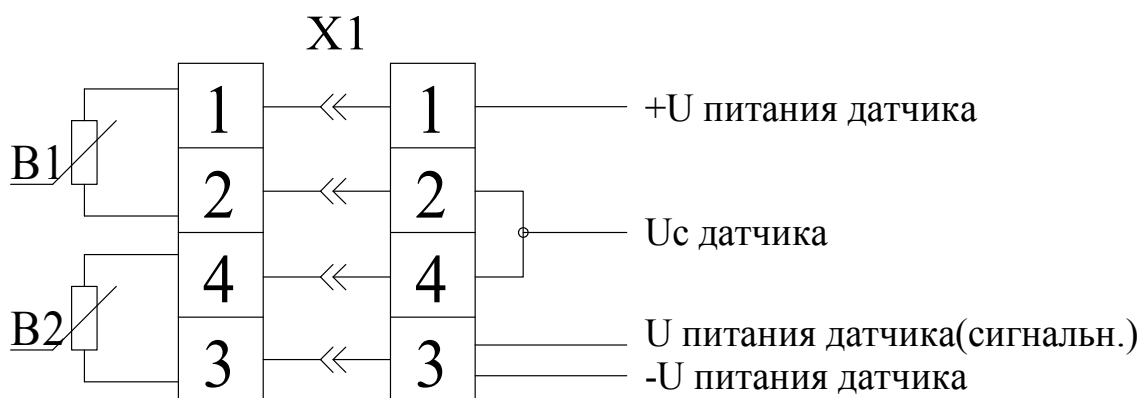 X1
1 1 +U питания датчика
B1
2 2
Uc датчика
4 4
B2
U питания датчика(сигнальн.)
3 3
-U питания датчика